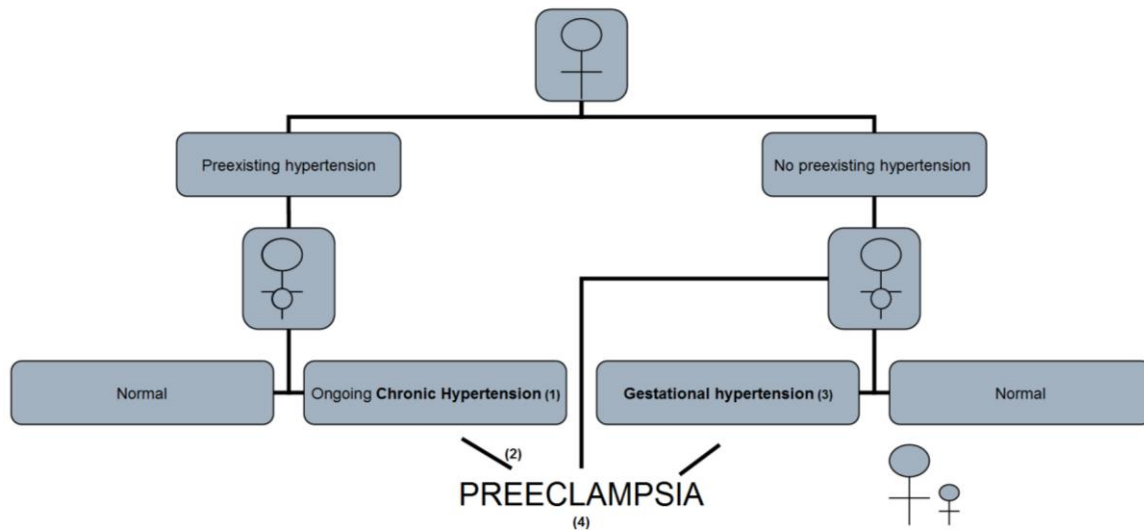 Preexisting hypertension
No preexisting hypertension
Normal
Ongoing Chronic Hypertension (1)
Gestational hypertension (3)
Normal
(2)
PREECLAMPSIA
(4)